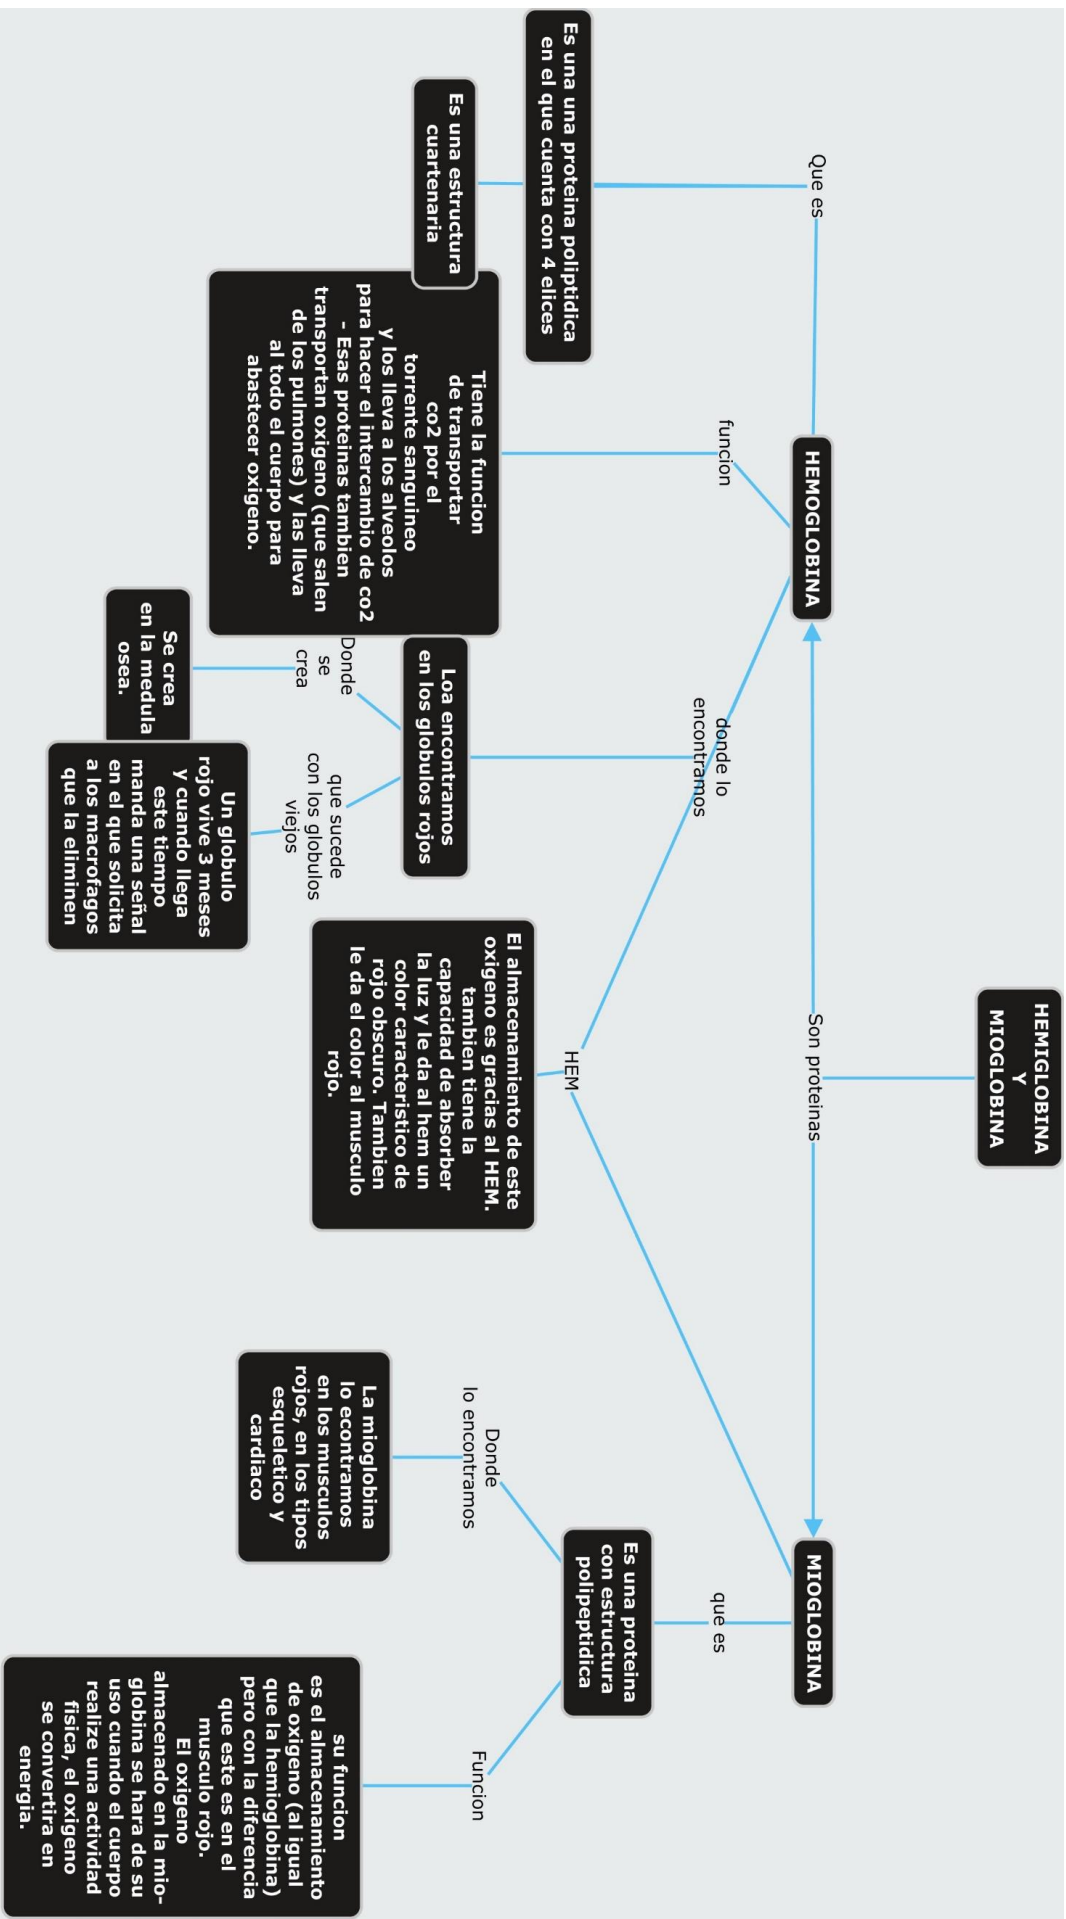 HEMIGLOBINA
Y
MIOGLOBINA
Son proteinas
HEMOGLOBINA
Que es
Es una una proteina poliptidica
en el que cuenta con 4 elices
Es una estructura
cuartenaria
funcion
Tiene la funcion
de transportar
co2 por el
torrente sanguineo
y los lleva a los alveolos
para hacer el intercambio de co2
- Esas proteinas tambien
transportan oxigeno (que salen
de los pulmones) y las lleva
al todo el cuerpo para
abastecer oxigeno.
donde lo
encontramos
Loa encontramos
en los globulos rojos
Donde
se
crea
Se crea
en la medula
osea.
que sucede
con los globulos
viejos
Un globulo
rojo vive 3 meses
y cuando llega
este tiempo
manda una señal
en el que solicita
a los macrofagos
que la eliminen
HEM
El almacenamiento de este
oxigeno es gracias al HEM.
tambien tiene la
capacidad de absorber
la luz y le da al hem un
color caracteristico de
rojo obscuro. Tambien
le da el color al musculo
rojo.
MIOGLOBINA
que es
Es una proteina
con estructura
polipeptidica
Donde
lo encontramos
La mioglobina
lo econtramos
en los musculos
rojos, en los tipos
esqueletico y
cardiaco
Funcion
su funcion
es el almacenamiento
de oxigeno (al igual
que la hemioglobina)
pero con la diferencia
que este es en el
musculo rojo.
El oxigeno
almacenado en la mio-
globina se hara de su
uso cuando el cuerpo
realize una actividad
fisica, el oxigeno
se convertira en
energia.